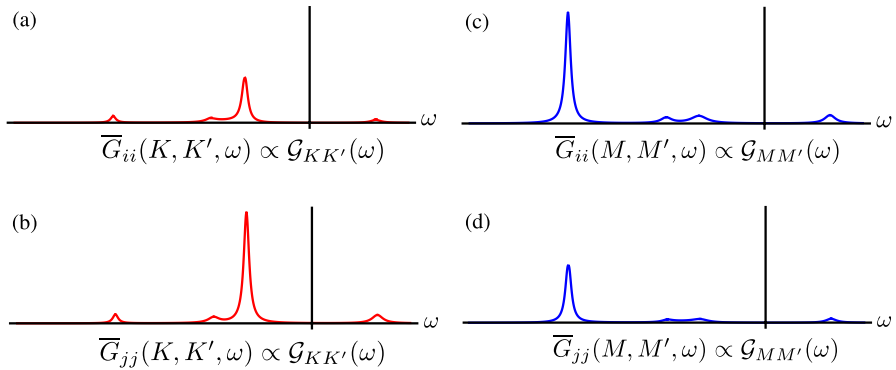 (a)
ω
G̅ᵢᵢ(K, K′, ω) ∝ 𝒢_{KK′}(ω)
(b)
ω
G̅ⱼⱼ(K, K′, ω) ∝ 𝒢_{KK′}(ω)
(c)
ω
G̅ᵢᵢ(M, M′, ω) ∝ 𝒢_{MM′}(ω)
(d)
ω
G̅ⱼⱼ(M, M′, ω) ∝ 𝒢_{MM′}(ω)